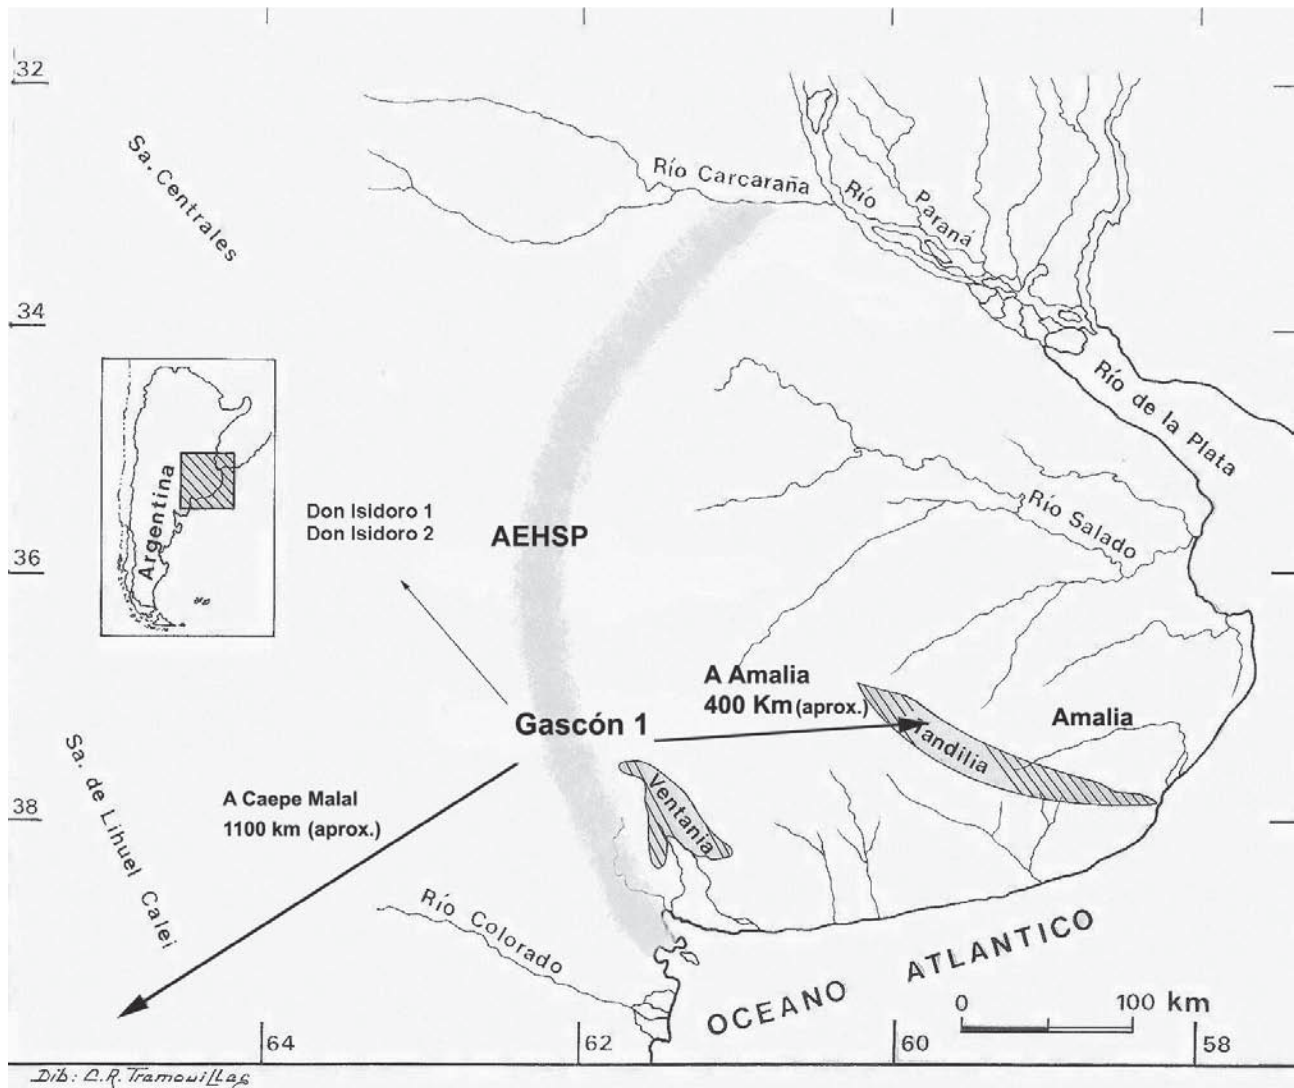 32
Sa. Centrales
Río Carcaraña
Río
Paraná
34
Río de la Plata
Argentina
Don Isidoro 1
Don Isidoro 2
AEHSP
Río Salado
36
A Amalia
400 Km (aprox.)
Gascón 1
Amalia
Tandilia
Sa. de Lihuel Calei
Ventania
A Caepe Malal
1100 km (aprox.)
38
Río Colorado
OCEANO ATLANTICO
0 100 km
64
62
60
58
Dib: C.R. Tramouillas